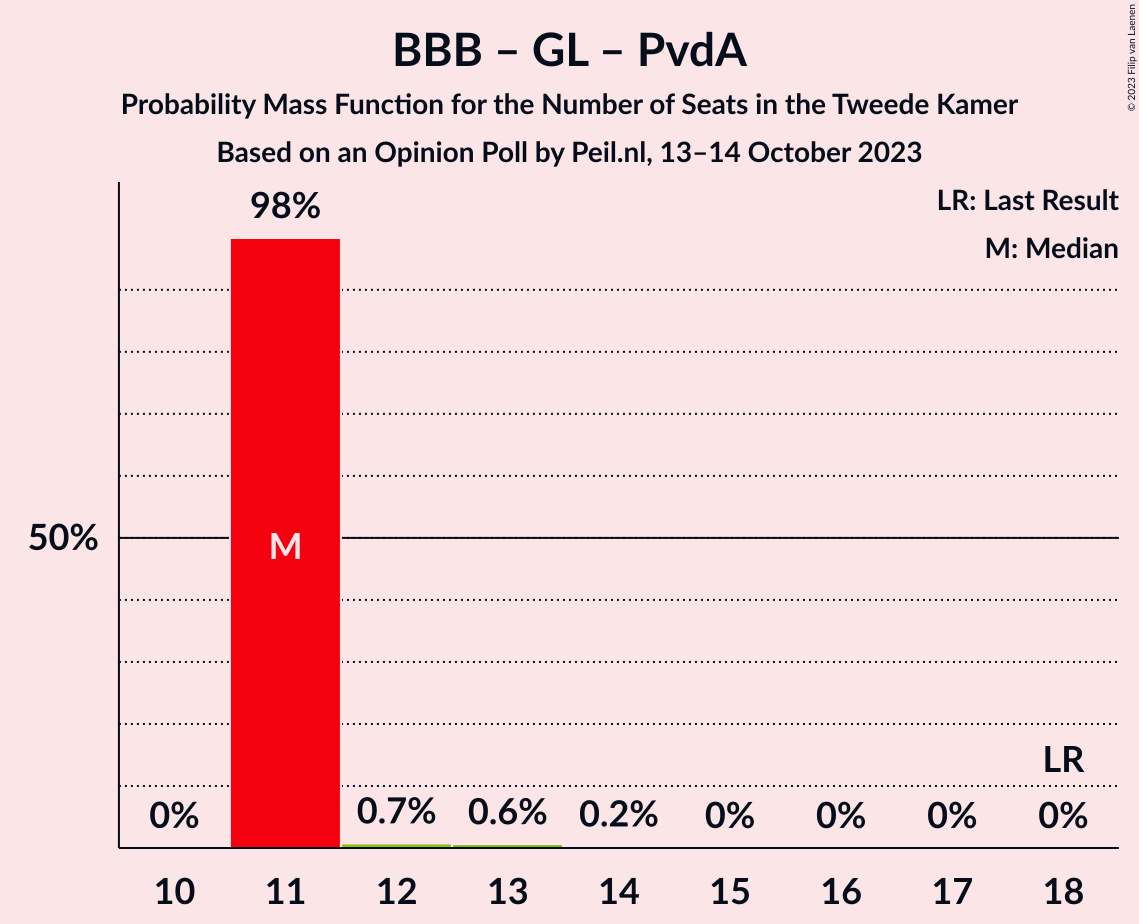 BBB – GL – PvdA
Probability Mass Function for the Number of Seats in the Tweede Kamer
Based on an Opinion Poll by Peil.nl, 13–14 October 2023
© 2023 Filip van Laenen
LR: Last Result
M: Median
98%
50%
M
LR
0% 0.7% 0.6% 0.2% 0% 0% 0% 0%
10 11 12 13 14 15 16 17 18